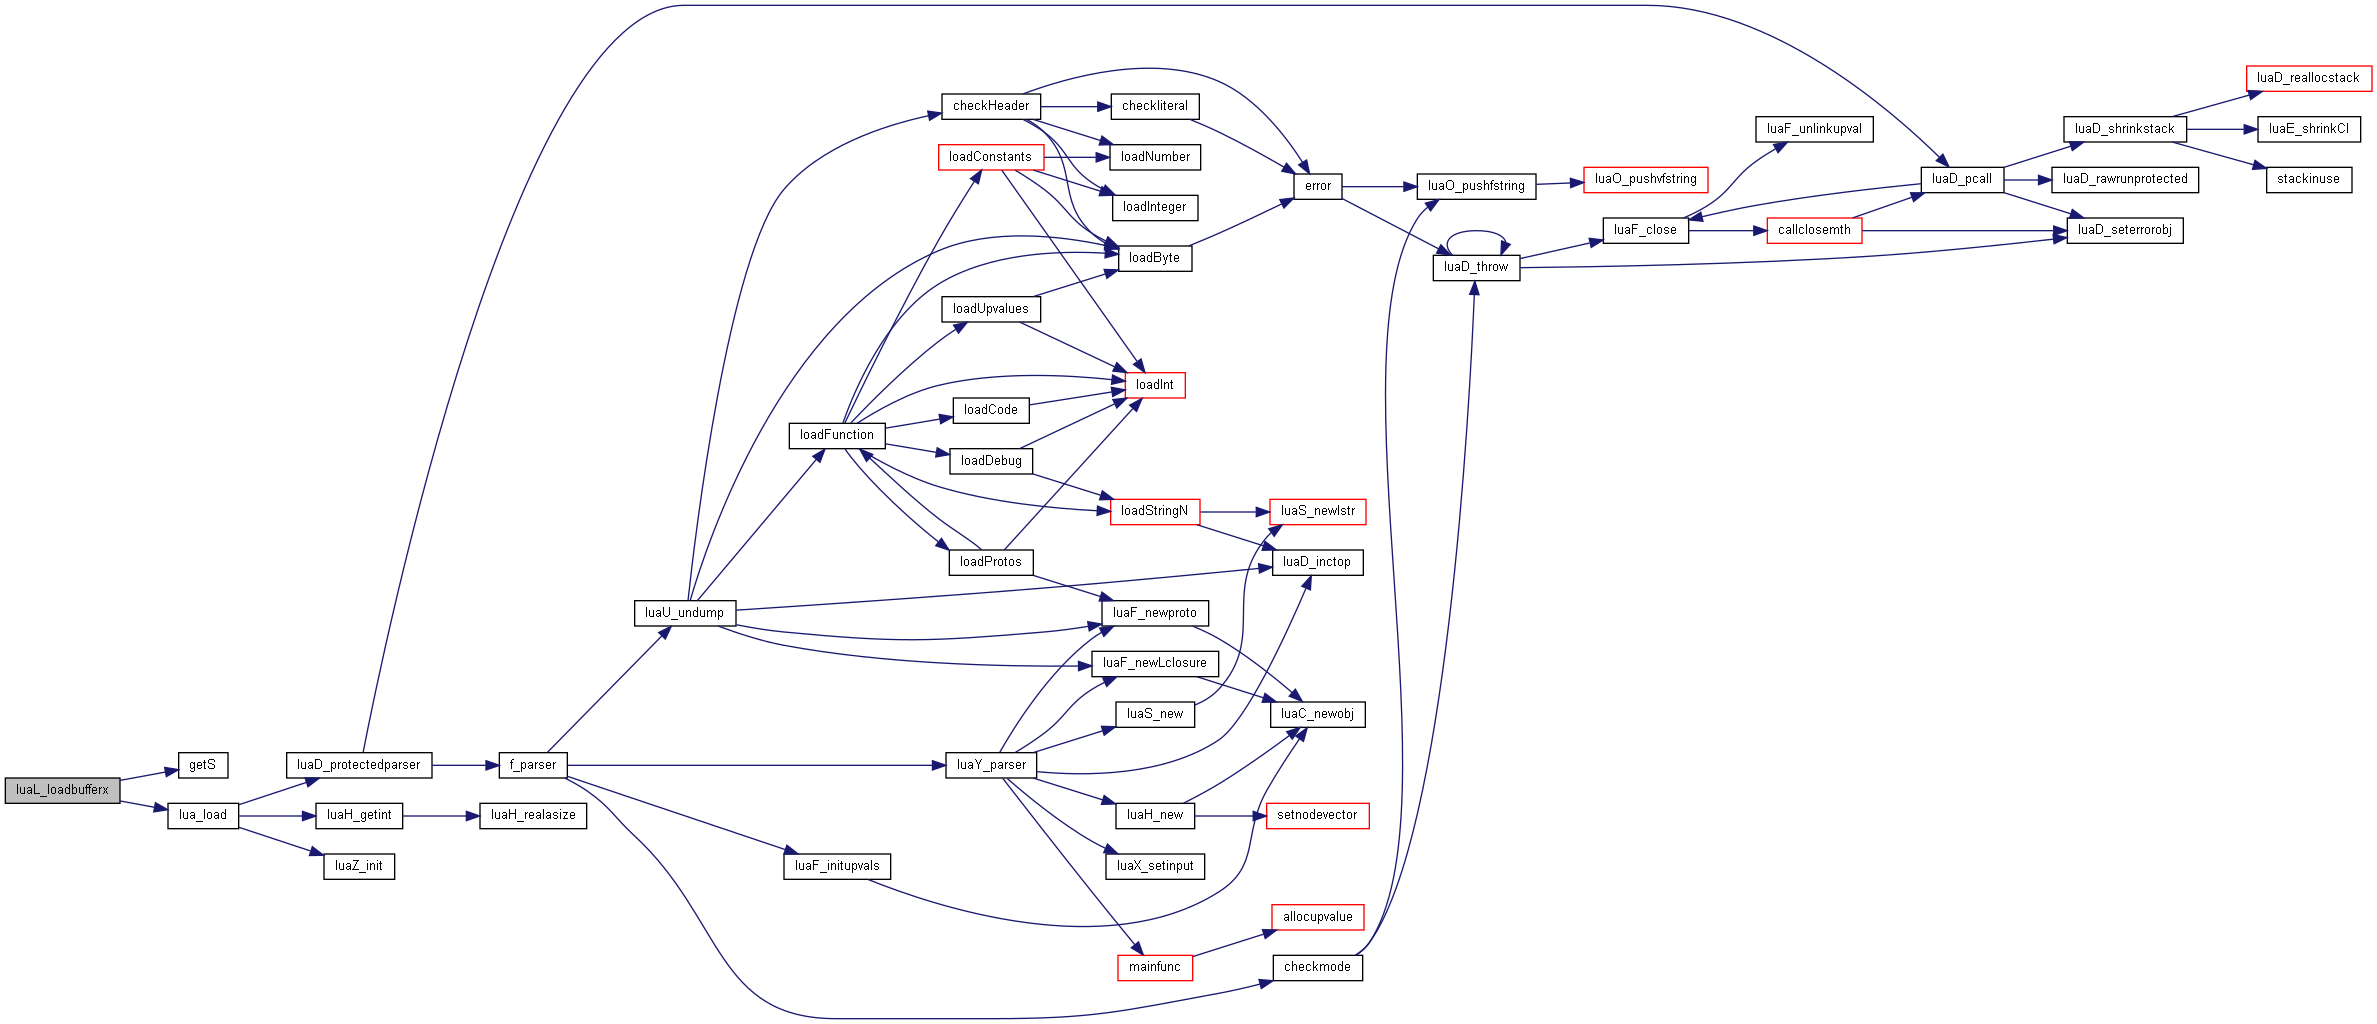 luaD_reallocstack
checkHeader
checkliteral
luaF_unlinkupval
luaD_shrinkstack
luaE_shrinkCI
loadConstants
loadNumber
error
luaO_pushfstring
luaO_pushvfstring
luaD_pcall
luaD_rawrunprotected
stackinuse
loadInteger
luaF_close
callclosemth
luaD_seterrorobj
loadByte
luaD_throw
loadUpvalues
loadInt
loadCode
loadFunction
loadDebug
loadStringN
luaS_newlstr
loadProtos
luaD_inctop
luaU_undump
luaF_newproto
luaF_newLclosure
luaS_new
luaC_newobj
getS
luaD_protectedparser
f_parser
luaY_parser
luaL_loadbufferx
lua_load
luaH_getint
luaH_realasize
luaH_new
setnodevector
luaZ_init
luaF_initupvals
luaX_setinput
allocupvalue
mainfunc
checkmode